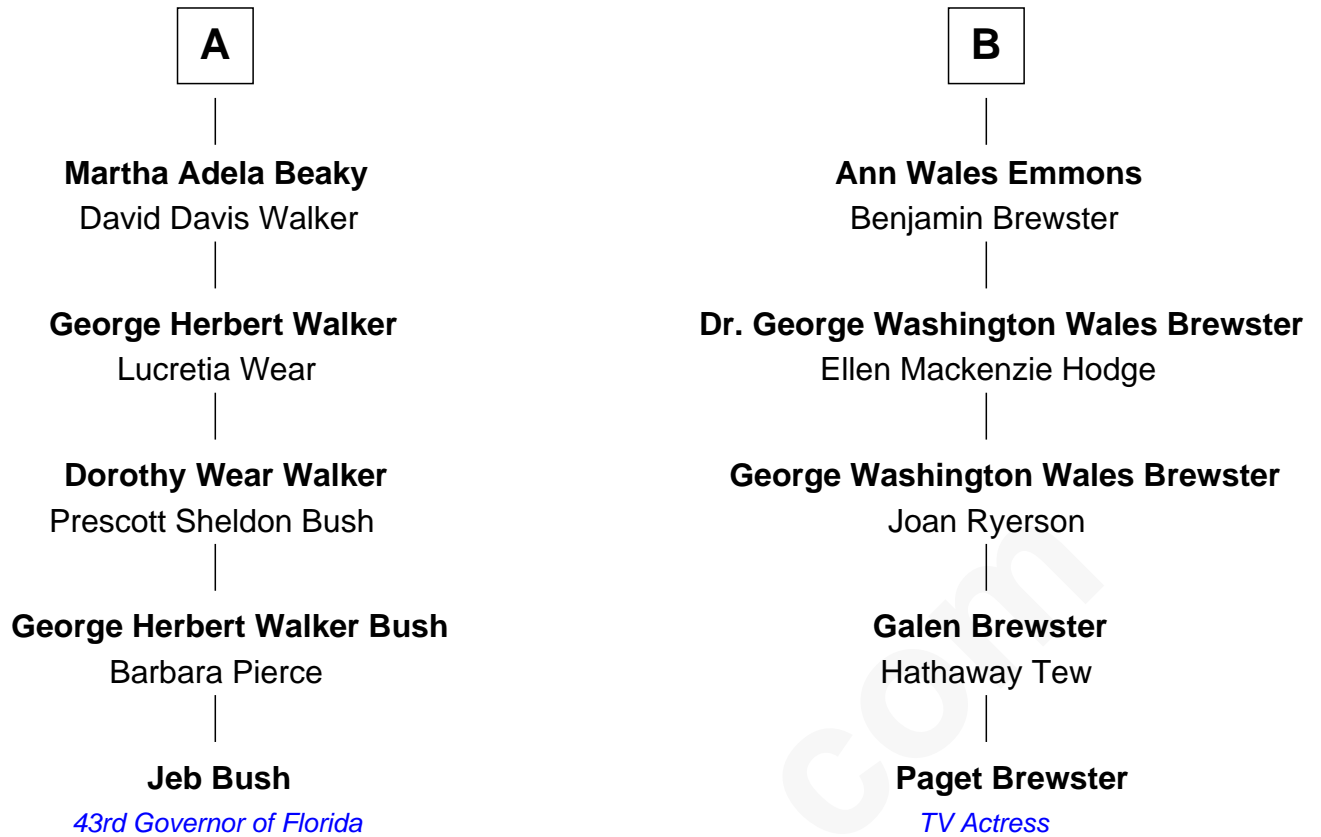 A
Martha Adela Beaky
David Davis Walker
George Herbert Walker
Lucretia Wear
Dorothy Wear Walker
Prescott Sheldon Bush
George Herbert Walker Bush
Barbara Pierce
Jeb Bush
43rd Governor of Florida
B
Ann Wales Emmons
Benjamin Brewster
Dr. George Washington Wales Brewster
Ellen Mackenzie Hodge
George Washington Wales Brewster
Joan Ryerson
Galen Brewster
Hathaway Tew
Paget Brewster
TV Actress
com